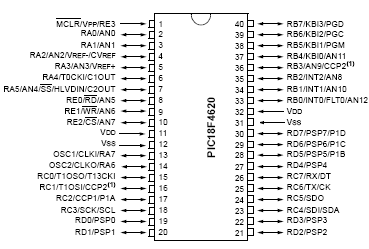 MCLR/VPP/RE3 1 40 RB7/KBI3/PGD
RA0/AN0 2 39 RB6/KBI2/PGC
RA1/AN1 3 38 RB5/KBI1/PGM
RA2/AN2/VREF-/CVREF 4 37 RB4/KBI0/AN11
RA3/AN3/VREF+ 5 36 RB3/AN9/CCP2(1)
RA4/T0CKI/C1OUT 6 35 RB2/INT2/AN8
RA5/AN4/SS/HLVDIN/C2OUT 7 34 RB1/INT1/AN10
RE0/RD/AN5 8 33 RB0/INT0/FLT0/AN12
RE1/WR/AN6 9 32 VDD
RE2/CS/AN7 10 31 VSS
VDD 11 30 RD7/PSP7/P1D
VSS 12 29 RD6/PSP6/P1C
OSC1/CLKI/RA7 13 28 RD5/PSP5/P1B
OSC2/CLKO/RA6 14 27 RD4/PSP4
RC0/T1OSO/T13CKI 15 26 RC7/RX/DT
RC1/T1OSI/CCP2(1) 16 25 RC6/TX/CK
RC2/CCP1/P1A 17 24 RC5/SDO
RC3/SCK/SCL 18 23 RC4/SDI/SDA
RD0/PSP0 19 22 RD3/PSP3
RD1/PSP1 20 21 RD2/PSP2
PIC18F4620